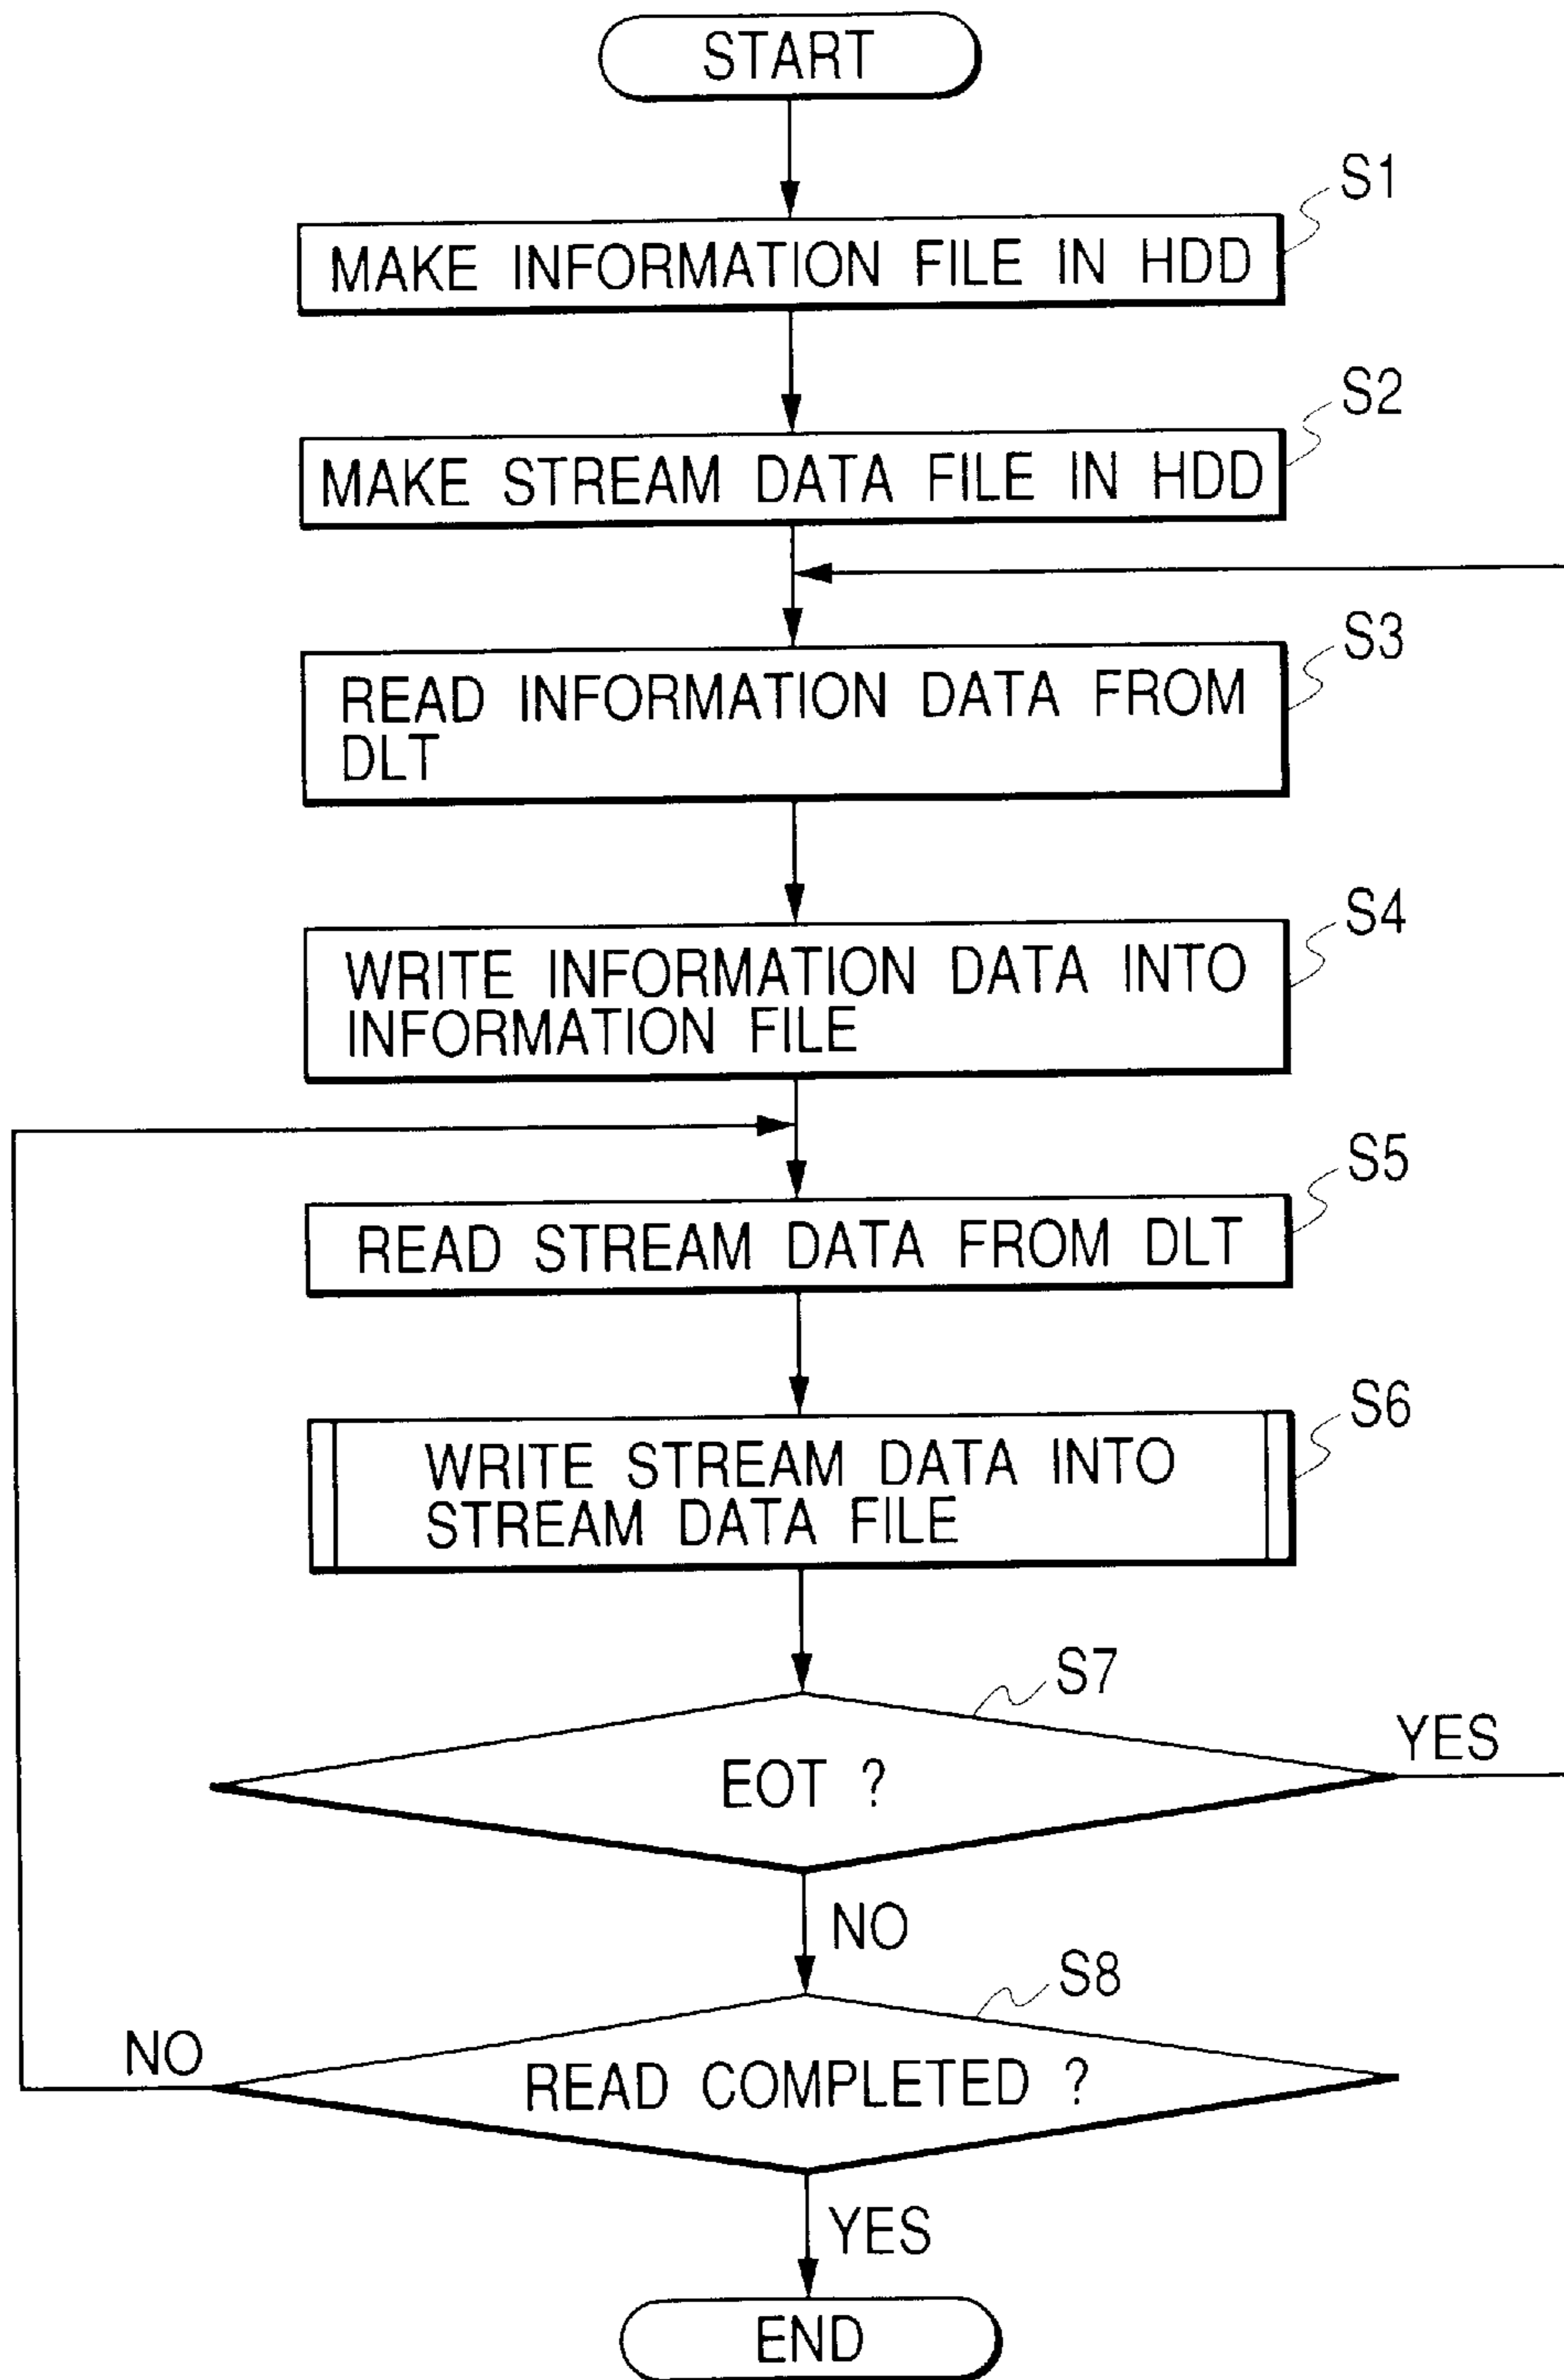 START
S1
MAKE INFORMATION FILE IN HDD
S2
MAKE STREAM DATA FILE IN HDD
S3
READ INFORMATION DATA FROM
DLT
S4
WRITE INFORMATION DATA INTO
INFORMATION FILE
S5
READ STREAM DATA FROM DLT
S6
WRITE STREAM DATA INTO
STREAM DATA FILE
S7
YES
EOT ?
NO
S8
NO
READ COMPLETED ?
YES
END